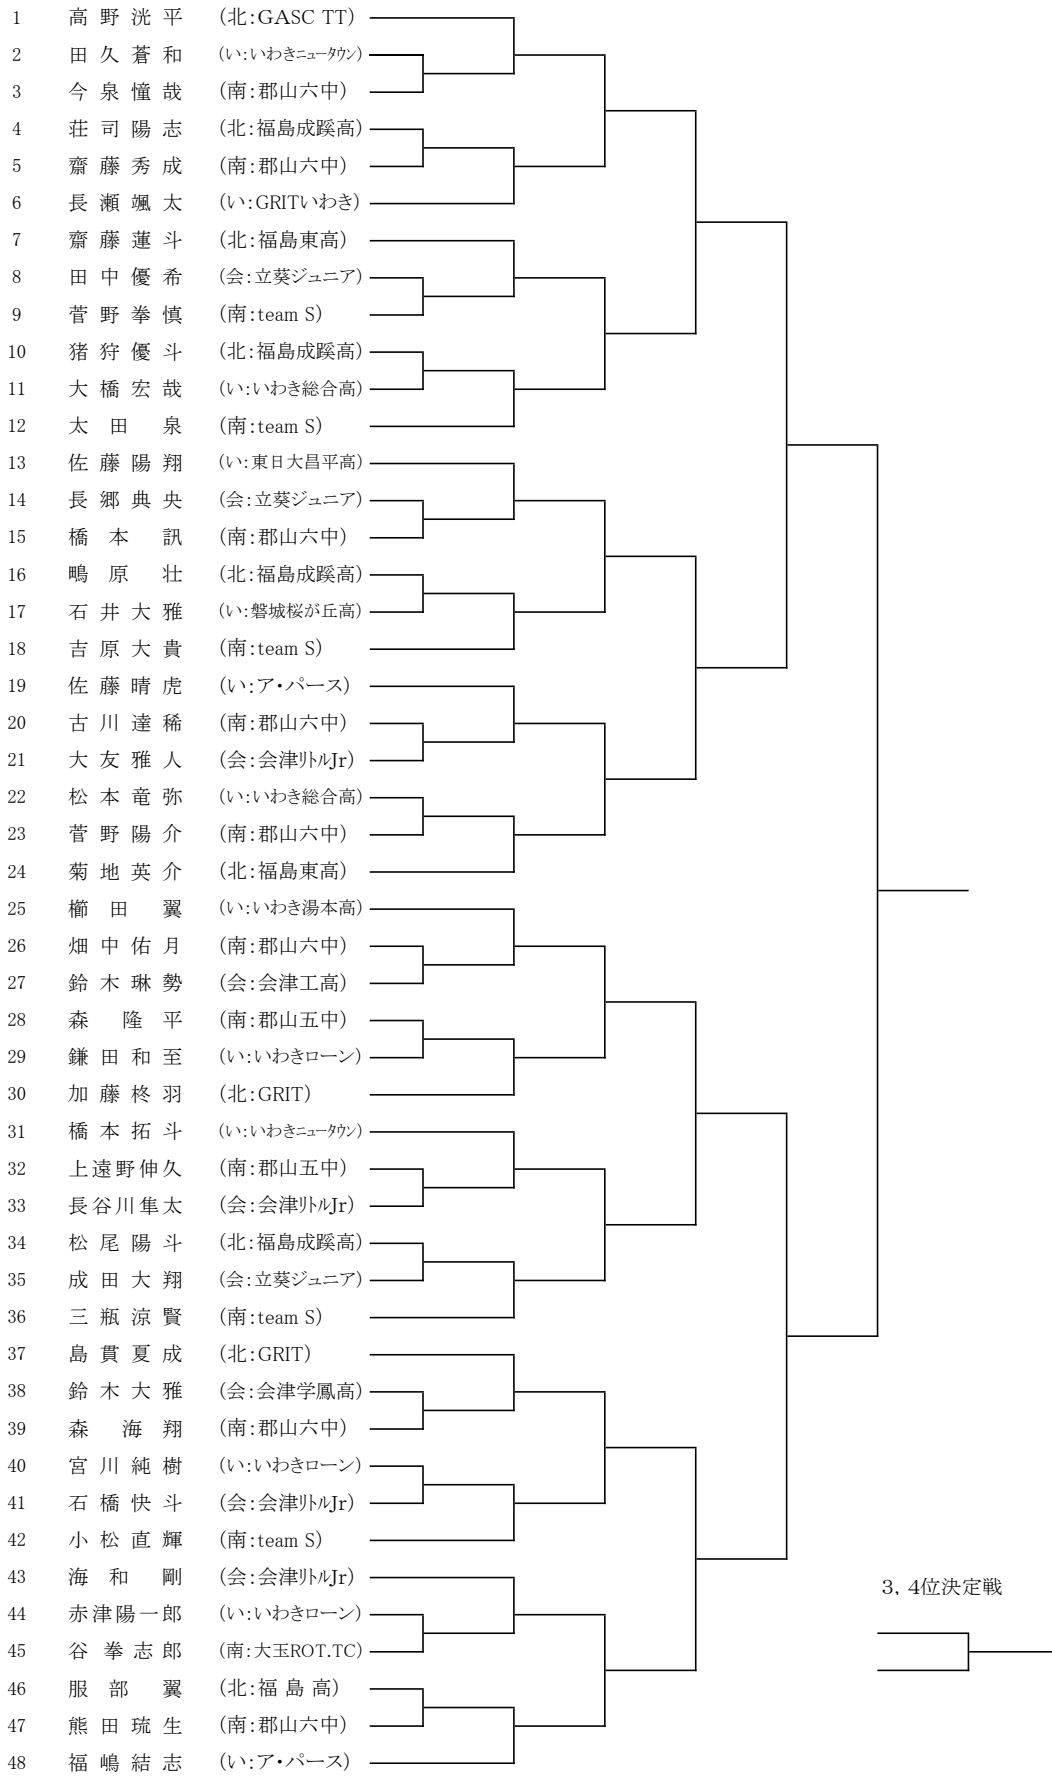 1 高野洸平 (北:GASC TT)
2 田久蒼和 (い:いわきニュータウン)
3 今泉憧哉 (南:郡山六中)
4 荘司陽志 (北:福島成蹊高)
5 齋藤秀成 (南:郡山六中)
6 長瀬颯太 (い:GRITいわき)
7 齋藤蓮斗 (北:福島東高)
8 田中優希 (会:立葵ジュニア)
9 菅野拳慎 (南:team S)
10 猪狩優斗 (北:福島成蹊高)
11 大橋宏哉 (い:いわき総合高)
12 太田泉 (南:team S)
13 佐藤陽翔 (い:東日大昌平高)
14 長郷典央 (会:立葵ジュニア)
15 橋本訊 (南:郡山六中)
16 鴫原壮 (北:福島成蹊高)
17 石井大雅 (い:磐城桜が丘高)
18 吉原大貴 (南:team S)
19 佐藤晴虎 (い:ア・パース)
20 古川達稀 (南:郡山六中)
21 大友雅人 (会:会津リトルJr)
22 松本竜弥 (い:いわき総合高)
23 菅野陽介 (南:郡山六中)
24 菊地英介 (北:福島東高)
25 櫛田翼 (い:いわき湯本高)
26 畑中佑月 (南:郡山六中)
27 鈴木琳勢 (会:会津工高)
28 森隆平 (南:郡山五中)
29 鎌田和至 (い:いわきローン)
30 加藤柊羽 (北:GRIT)
31 橋本拓斗 (い:いわきニュータウン)
32 上遠野伸久 (南:郡山五中)
33 長谷川隼太 (会:会津リトルJr)
34 松尾陽斗 (北:福島成蹊高)
35 成田大翔 (会:立葵ジュニア)
36 三瓶涼賢 (南:team S)
37 島貫夏成 (北:GRIT)
38 鈴木大雅 (会:会津学鳳高)
39 森海翔 (南:郡山六中)
40 宮川純樹 (い:いわきローン)
41 石橋快斗 (会:会津リトルJr)
42 小松直輝 (南:team S)
43 海和剛 (会:会津リトルJr)
3, 4位決定戦
44 赤津陽一郎 (い:いわきローン)
45 谷拳志郎 (南:大玉ROT.TC)
46 服部翼 (北:福島高)
47 熊田琉生 (南:郡山六中)
48 福嶋結志 (い:ア・パース)